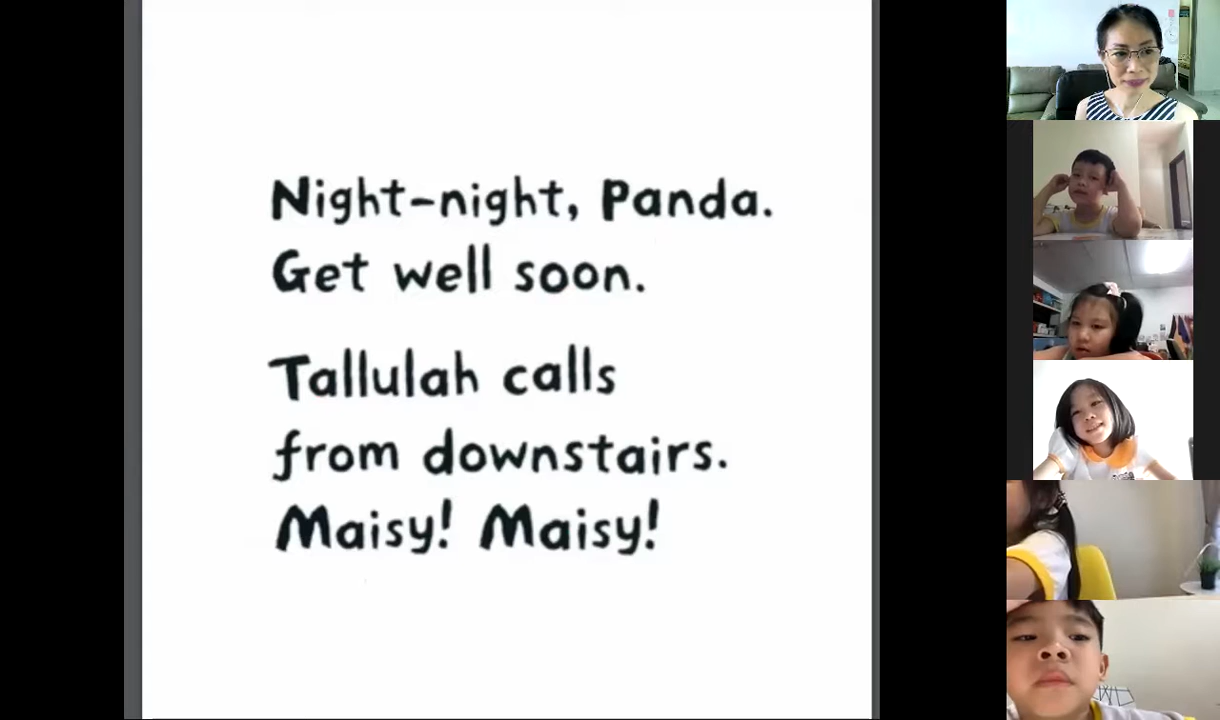 Night-night, Panda.
Get well soon.
Tallulah calls
from downstairs.
Maisy! Maisy!